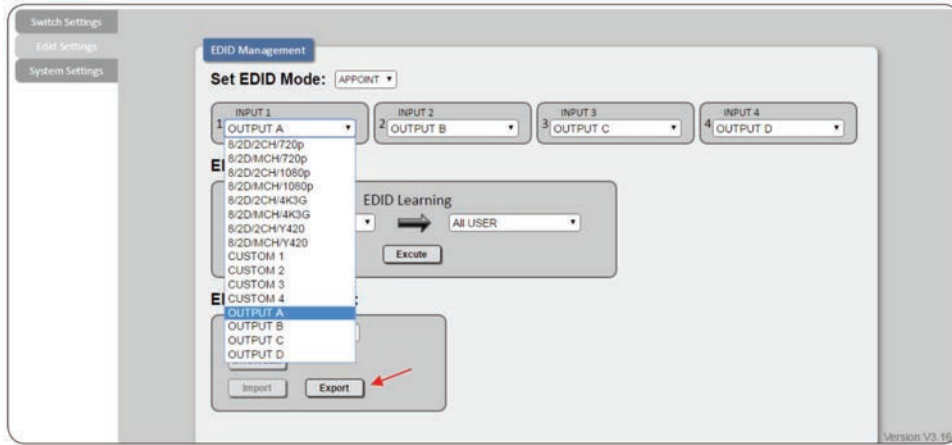 Switch Settings
Edid Settings
System Settings
EDID Management
Set EDID Mode: APPOINT
INPUT 1
1 OUTPUT A
INPUT 2
2 OUTPUT B
INPUT 3
3 OUTPUT C
INPUT 4
4 OUTPUT D
8/2D/2CH/720p
8/2D/MCH/720p
8/2D/2CH/1080p
8/2D/MCH/1080p
8/2D/2CH/4K3G
8/2D/MCH/4K3G
8/2D/2CH/Y420
8/2D/MCH/Y420
CUSTOM 1
CUSTOM 2
CUSTOM 3
CUSTOM 4
OUTPUT A
OUTPUT B
OUTPUT C
OUTPUT D
EDID Learning
All USER
Excute
Import
Export